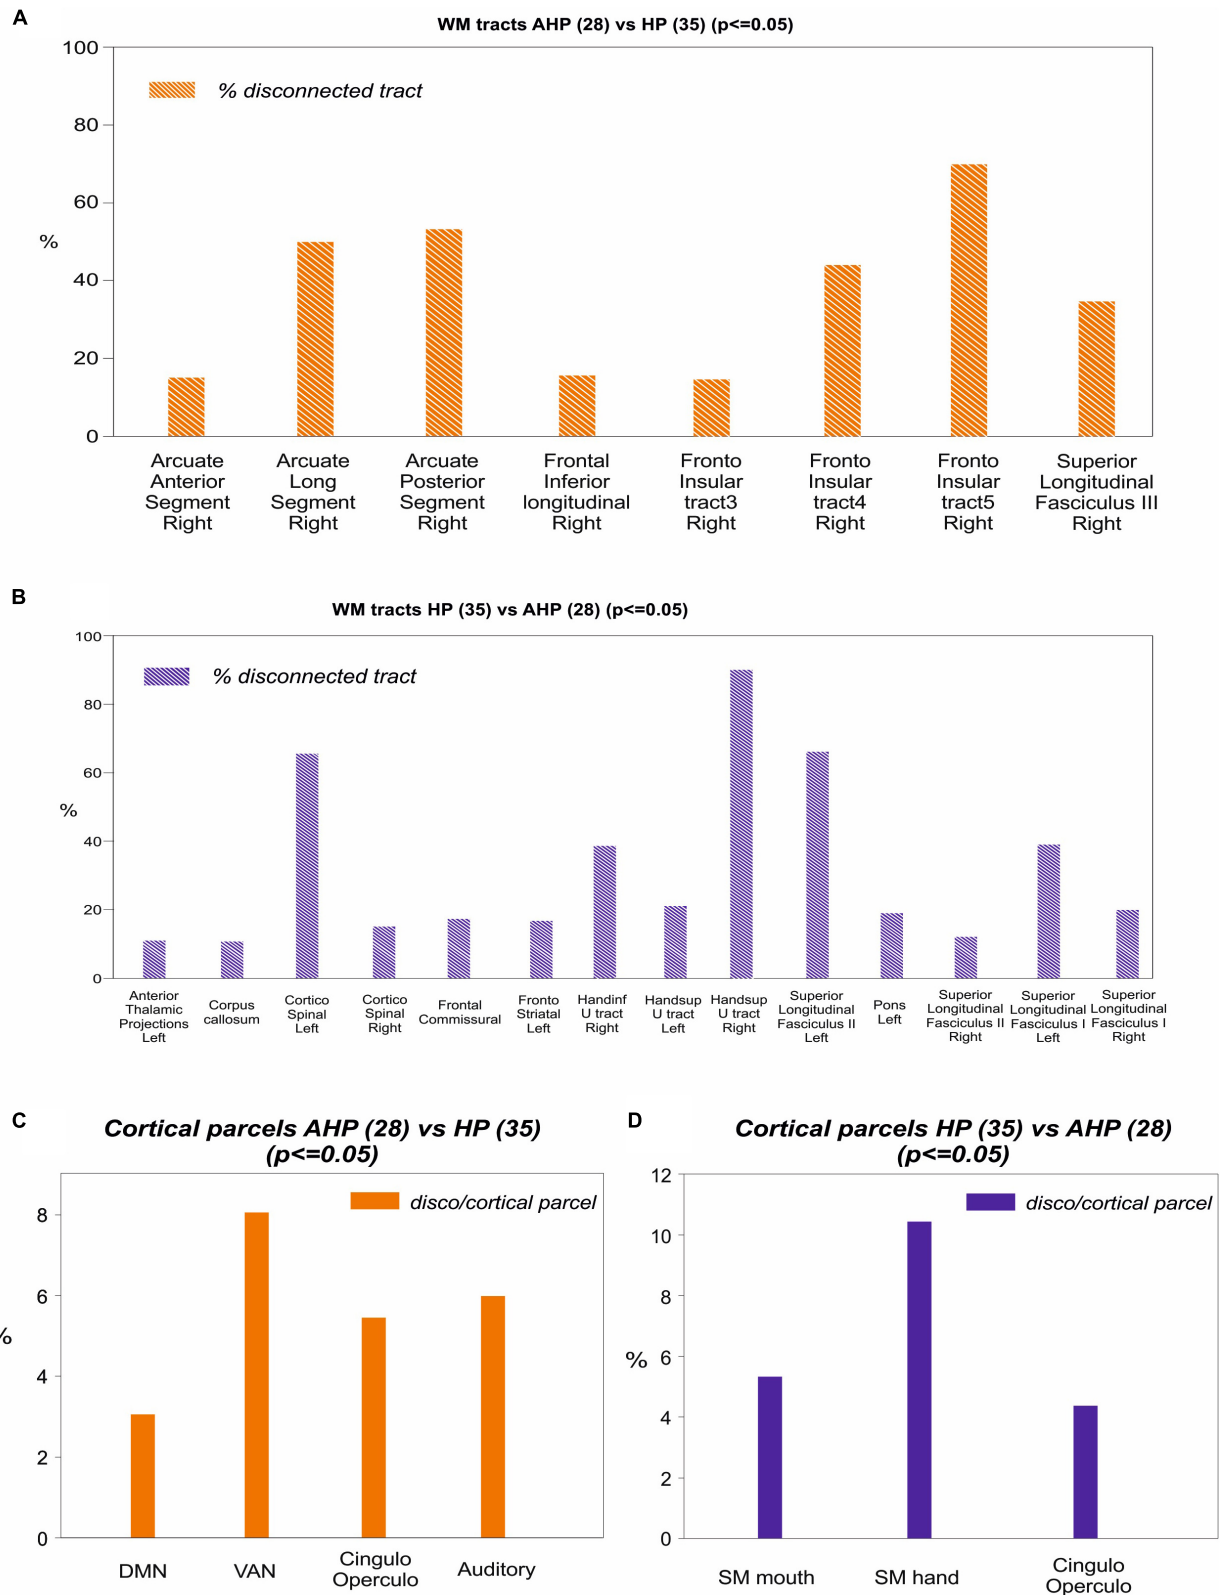 A
WM tracts AHP (28) vs HP (35) (p<=0.05)
% disconnected tract
100
80
60
40
20
0
%
Arcuate
Anterior
Segment
Right
Arcuate
Long
Segment
Right
Arcuate
Posterior
Segment
Right
Frontal
Inferior
longitudinal
Right
Fronto
Insular
tract3
Right
Fronto
Insular
tract4
Right
Fronto
Insular
tract5
Right
Superior
Longitudinal
Fasciculus III
Right
B
WM tracts HP (35) vs AHP (28) (p<=0.05)
% disconnected tract
100
80
60
40
20
0
%
Anterior
Thalamic
Projections
Left
Corpus
callosum
Cortico
Spinal
Left
Cortico
Spinal
Right
Frontal
Commissural
Fronto
Striatal
Left
Handinf
U tract
Right
Handsup
U tract
Left
Handsup
U tract
Right
Superior
Longitudinal
Fasciculus II
Left
Pons
Left
Superior
Longitudinal
Fasciculus II
Right
Superior
Longitudinal
Fasciculus I
Left
Superior
Longitudinal
Fasciculus I
Right
C
Cortical parcels AHP (28) vs HP (35)
(p<=0.05)
disco/cortical parcel
8
6
4
2
0
%
DMN
VAN
Cingulo
Operculo
Auditory
D
Cortical parcels HP (35) vs AHP (28)
(p<=0.05)
disco/cortical parcel
12
10
8
6
4
2
0
%
SM mouth
SM hand
Cingulo
Operculo